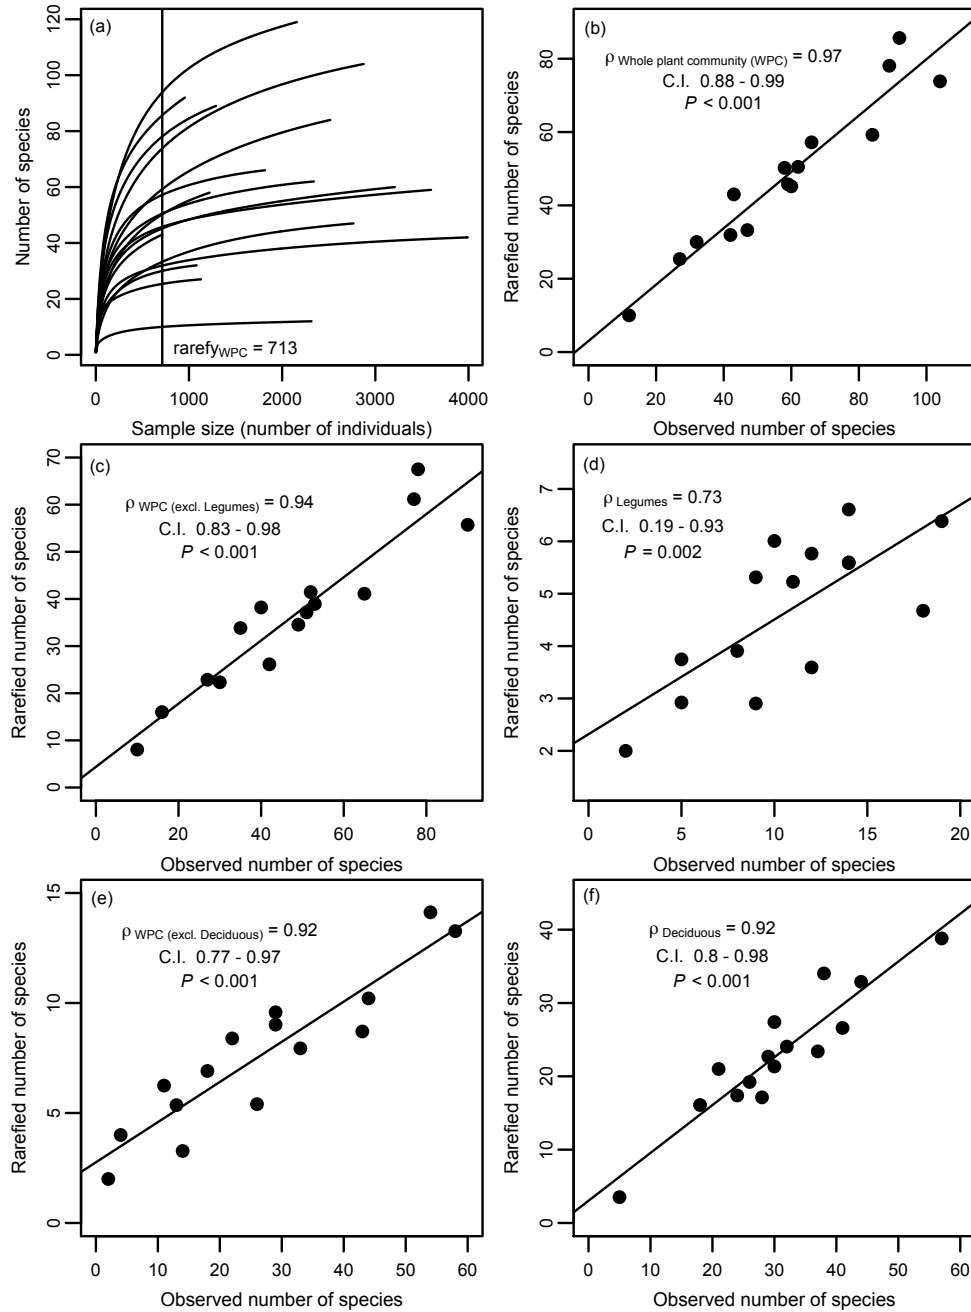 (a)
120
100
80
60
40
20
0
Number of species
rarefyWPC = 713
0 1000 2000 3000 4000
Sample size (number of individuals)
(b)
ρ Whole plant community (WPC) = 0.97
C.I. 0.88 - 0.99
P < 0.001
80
60
40
20
0
Rarefied number of species
0 20 40 60 80 100
Observed number of species
(c)
ρ WPC (excl. Legumes) = 0.94
C.I. 0.83 - 0.98
P < 0.001
70
60
50
40
30
20
10
0
Rarefied number of species
0 20 40 60 80
Observed number of species
(d)
ρ Legumes = 0.73
C.I. 0.19 - 0.93
P = 0.002
7
6
5
4
3
2
Rarefied number of species
0 5 10 15 20
Observed number of species
(e)
ρ WPC (excl. Deciduous) = 0.92
C.I. 0.77 - 0.97
P < 0.001
15
10
5
0
Rarefied number of species
0 10 20 30 40 50 60
Observed number of species
(f)
ρ Deciduous = 0.92
C.I. 0.8 - 0.98
P < 0.001
40
30
20
10
0
Rarefied number of species
0 10 20 30 40 50 60
Observed number of species